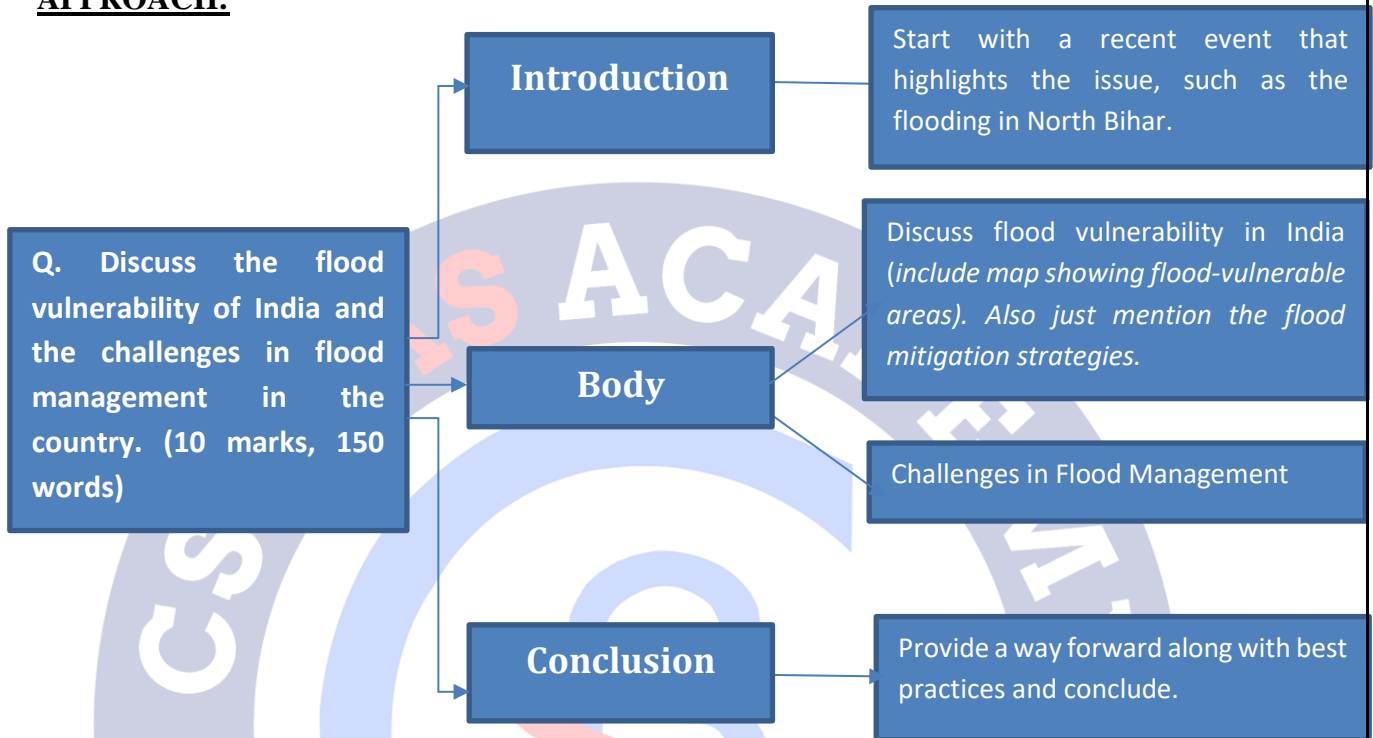 APPROACH:
Introduction
Start with a recent event that
highlights the issue, such as the
flooding in North Bihar.
Q. Discuss the flood
vulnerability of India and
the challenges in flood
management in the
country. (10 marks, 150
words)
Body
Discuss flood vulnerability in India
(include map showing flood-vulnerable
areas). Also just mention the flood
mitigation strategies.
Challenges in Flood Management
Conclusion
Provide a way forward along with best
practices and conclude.